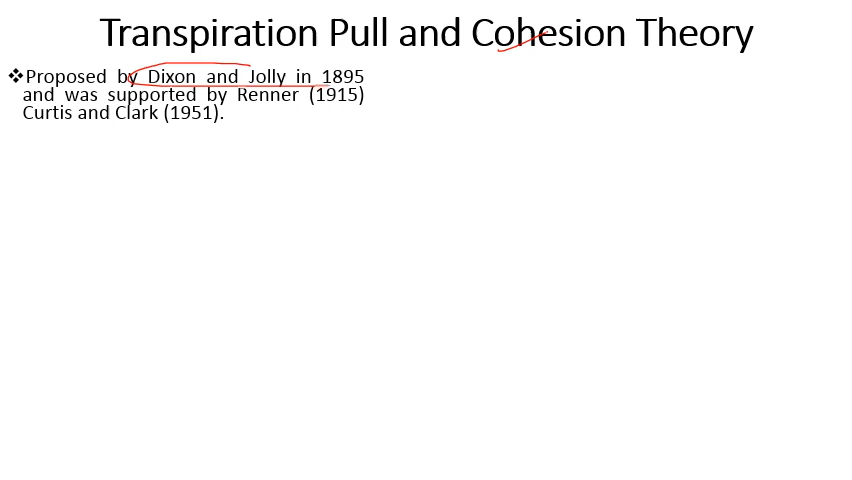 Transpiration Pull and Cohesion Theory
❖Proposed by Dixon and Jolly in 1895
and was supported by Renner (1915)
Curtis and Clark (1951).